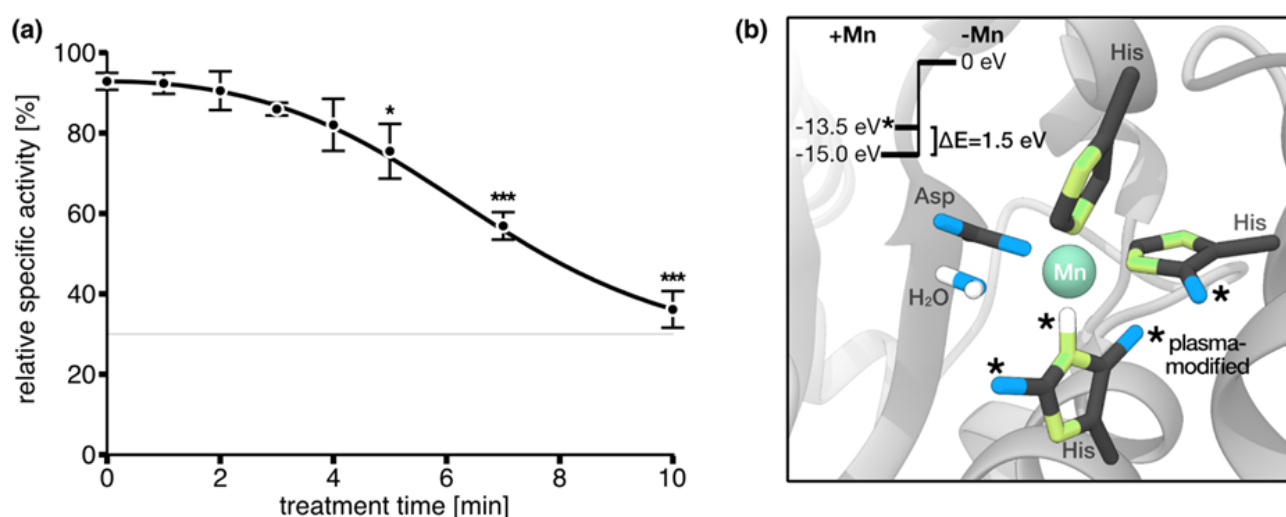 (a)
relative specific activity [%]
100
80
60
40
20
0
*
***
***
0 2 4 6 8 10
treatment time [min]
(b)
+Mn -Mn
0 eV
-13.5 eV*
-15.0 eV
ΔE=1.5 eV
His
Asp
His
Mn
H₂O
*
*
*
* plasma-
modified
His